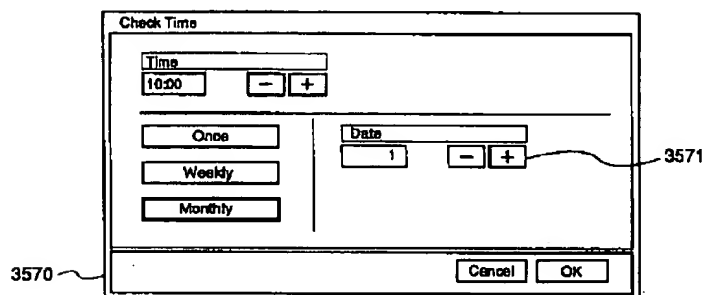 Check Time
Time
10:00 − +
Once
Weekly
Monthly
Date
1 − +
3571
3570
Cancel OK